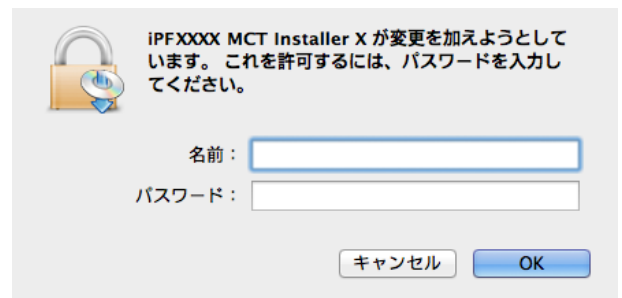 iPFXXXX MCT Installer X が変更を加えようとして
います。 これを許可するには、パスワードを入力し
てください。
名前：
パスワード：
キャンセル
OK